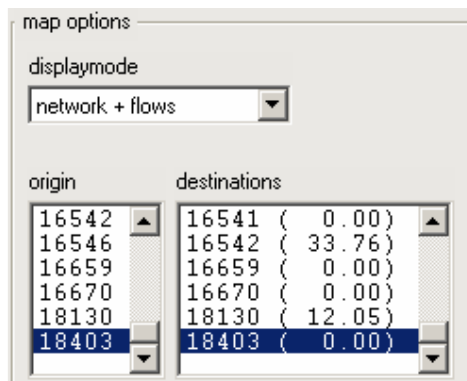 map options
displaymode
network + flows
origin
destinations
16542
16546
16659
16670
18130
18403
16541 (  0.00)
16542 ( 33.76)
16659 (  0.00)
16670 (  0.00)
18130 ( 12.05)
18403 (  0.00)